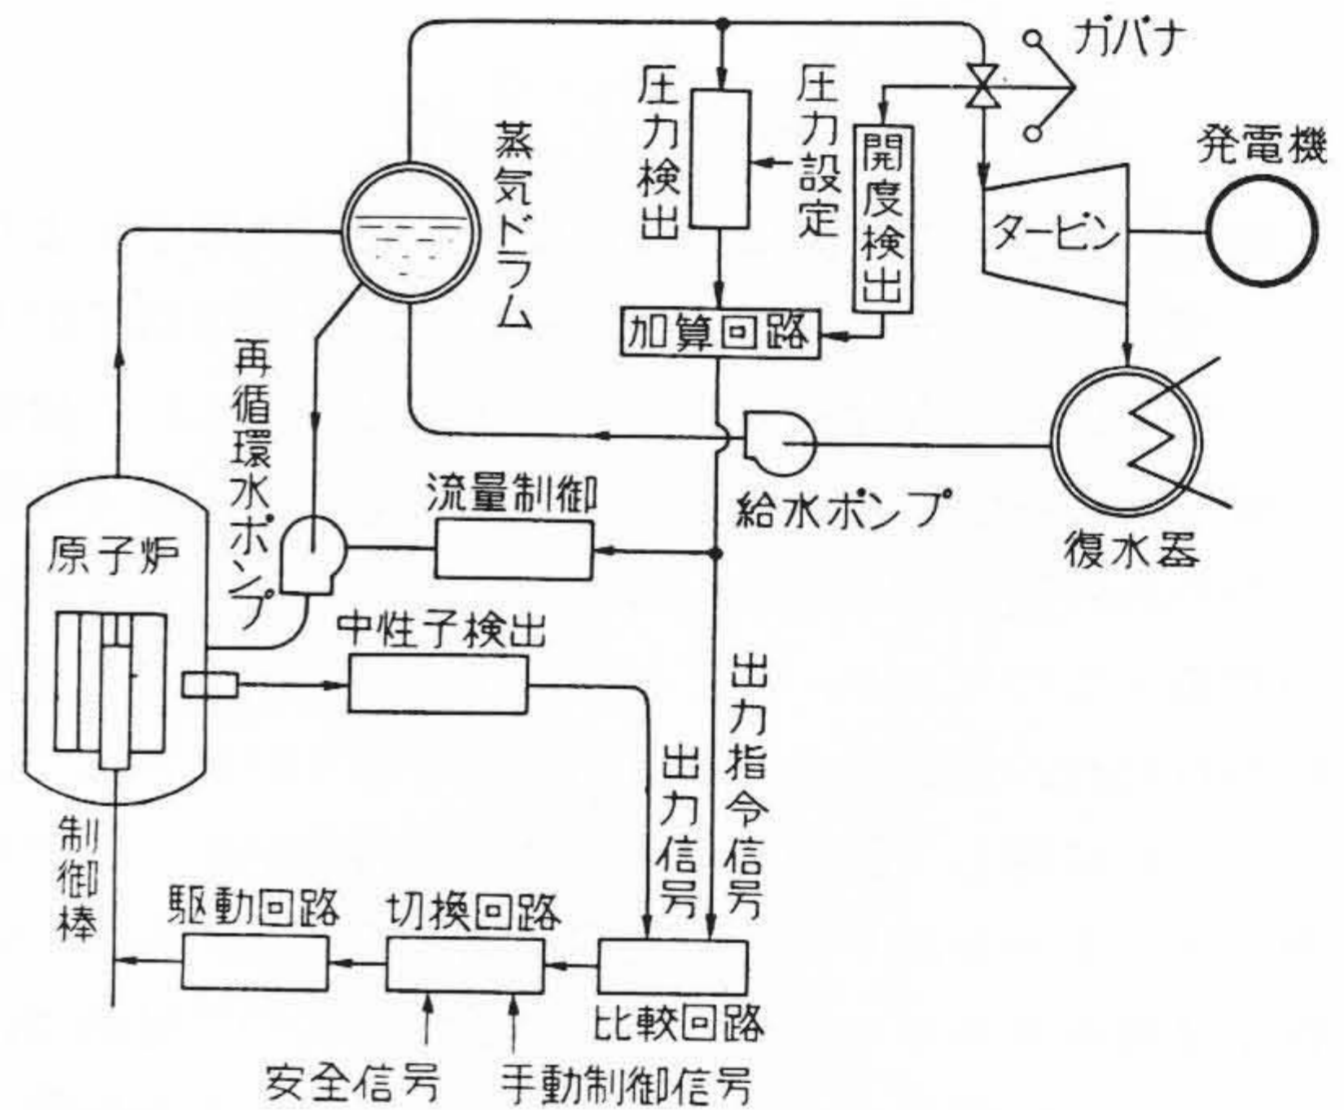 ガバナ
圧力検出
圧力設定
開度検出
発電機
蒸気ドラム
タービン
加算回路
再循環水ポンプ
流量制御
給水ポンプ
復水器
原子炉
中性子検出
出力信号
出力指令信号
制御棒
駆動回路
切換回路
比較回路
安全信号
手動制御信号